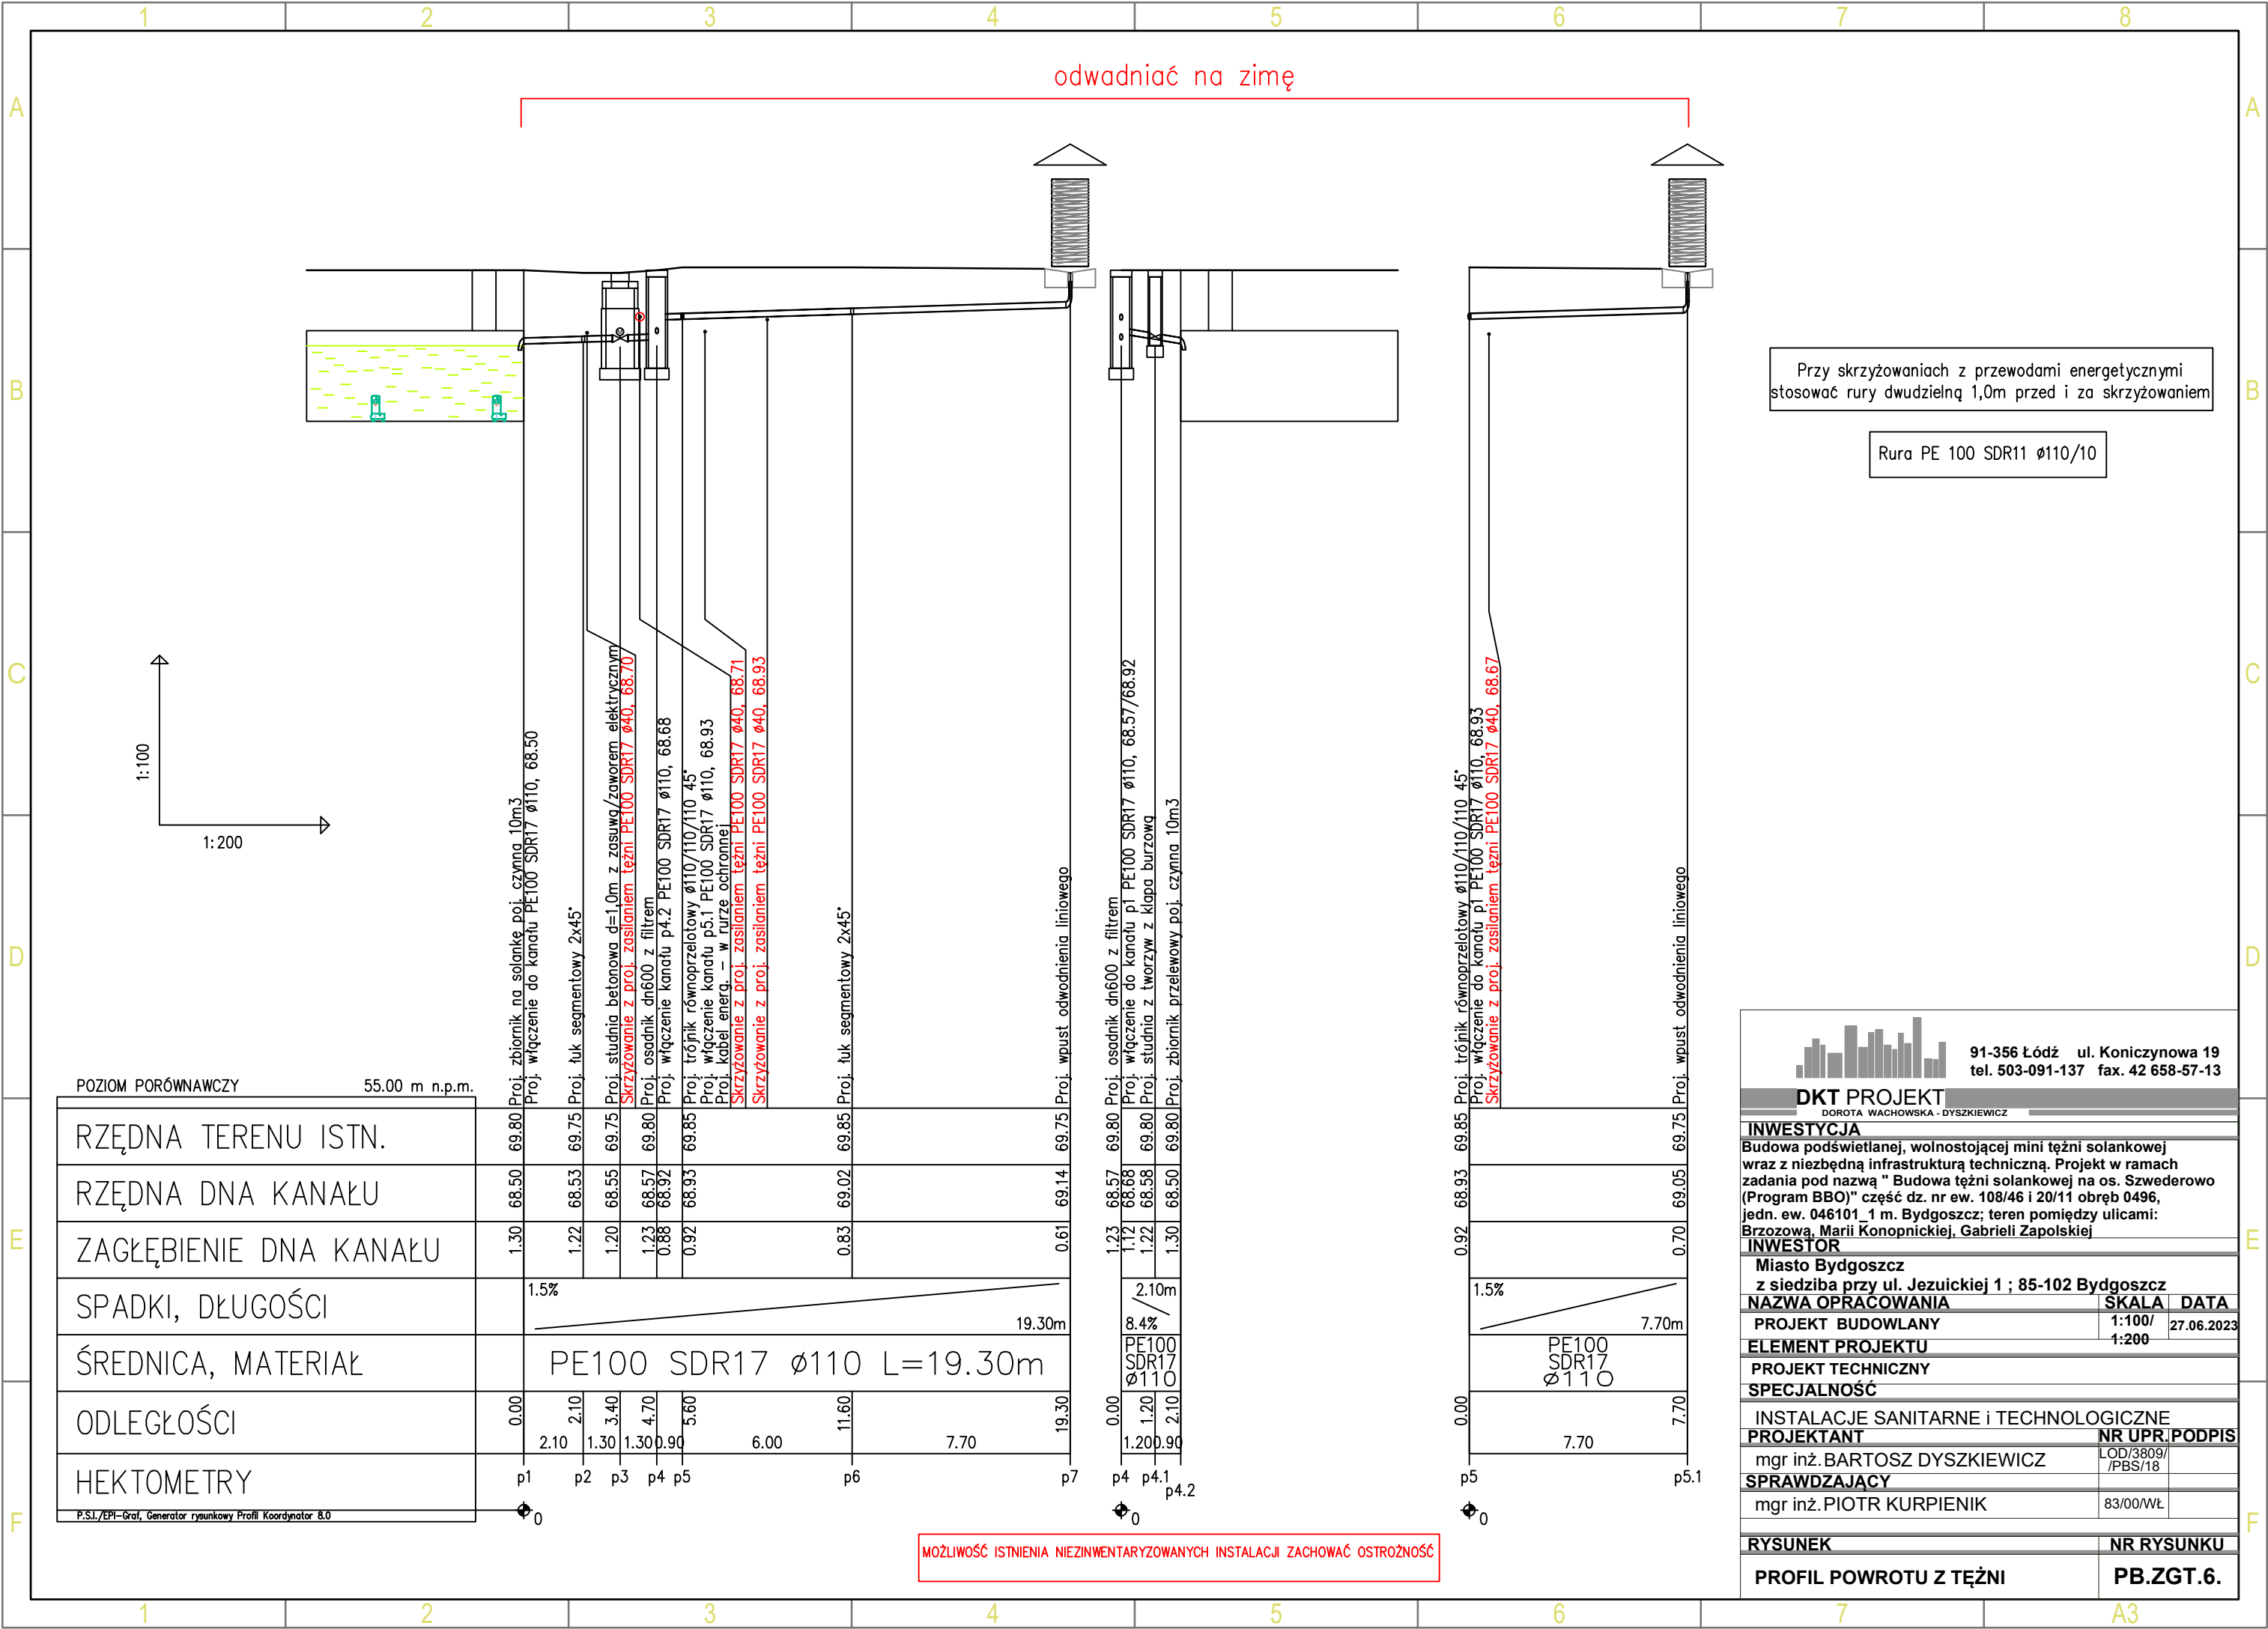 1 2 3 4 5 6 7 8
A A
B B
C C
D D
E E
F F
odwadniać na zimę
Przy skrzyżowaniach z przewodami energetycznymi
stosować rury dwudzielną 1,0m przed i za skrzyżowaniem
Rura PE 100 SDR11 ø110/10
1:100
1:200
Proj. zbiornik na solankę poj. czynna 10m3
Proj. włączenie do kanału PE100 SDR17 ø110, 68.50
Proj. łuk segmentowy 2x45°
Proj. studnia betonowa d=1,0m z zasuwą/zaworem elektrycznym
Skrzyżowanie z proj. zasilaniem tężni PE100 SDR17 ø40, 68.70
Proj. osadnik dn600 z filtrem
Proj. włączenie kanału p4.2 PE100 SDR17 ø110, 68.68
Proj. trójnik równoprzelotowy ø110/110/110 45°
Proj. włączenie kanału p5.1 PE100 SDR17 ø110, 68.93
Proj. kabel energ. – w rurze ochronnej
Skrzyżowanie z proj. zasilaniem tężni PE100 SDR17 ø40, 68.71
Skrzyżowanie z proj. zasilaniem tężni PE100 SDR17 ø40, 68.93
Proj. łuk segmentowy 2x45°
Proj. wpust odwodnienia liniowego
Proj. osadnik dn600 z filtrem
Proj. włączenie do kanału p1 PE100 SDR17 ø110, 68.57/68.92
Proj. studnia z tworzyw z klapa burzową
Proj. zbiornik przelewowy poj. czynna 10m3
Proj. trójnik równoprzelotowy ø110/110/110 45°
Proj. włączenie do kanału p1 PE100 SDR17 ø110, 68.93
Skrzyżowanie z proj. zasilaniem tężni PE100 SDR17 ø40, 68.67
Proj. wpust odwodnienia liniowego
POZIOM PORÓWNAWCZY 55.00 m n.p.m.
RZĘDNA TERENU ISTN. 69.80 69.75 69.75 69.80 69.85 69.85 69.75 69.80 69.80 69.80 69.85 69.75
RZĘDNA DNA KANAŁU 68.50 68.53 68.55 68.57 68.92 68.93 69.02 69.14 68.57 68.68 68.58 68.50 68.93 69.05
ZAGŁĘBIENIE DNA KANAŁU 1.30 1.22 1.20 1.23 0.88 0.92 0.83 0.61 1.23 1.12 1.22 1.30 0.92 0.70
SPADKI, DŁUGOŚCI 1.5% 19.30m 2.10m 8.4% 1.5% 7.70m
ŚREDNICA, MATERIAŁ PE100 SDR17 ø110 L=19.30m
PE100
SDR17
ø110
PE100
SDR17
ø110
ODLEGŁOŚCI 0.00 2.10 3.40 4.70 5.60 11.60 19.30 0.00 1.20 2.10 0.00 7.70
2.10 1.30 1.30 0.90 6.00 7.70 1.20 0.90 7.70
HEKTOMETRY p1 p2 p3 p4 p5 p6 p7 p4 p4.1 p4.2 p5 p5.1
P.S.I./EPI-Graf, Generator rysunkowy Profil Koordynator 8.0
0 0 0
MOŻLIWOŚĆ ISTNIENIA NIEZINWENTARYZOWANYCH INSTALACJI ZACHOWAĆ OSTROŻNOŚĆ
91-356 Łódź ul. Koniczynowa 19
tel. 503-091-137 fax. 42 658-57-13
DKT PROJEKT
DOROTA WACHOWSKA - DYSZKIEWICZ
INWESTYCJA
Budowa podświetlanej, wolnostojącej mini tężni solankowej
wraz z niezbędną infrastrukturą techniczną. Projekt w ramach
zadania pod nazwą " Budowa tężni solankowej na os. Szwederowo
(Program BBO)" część dz. nr ew. 108/46 i 20/11 obręb 0496,
jedn. ew. 046101_1 m. Bydgoszcz; teren pomiędzy ulicami:
Brzozową, Marii Konopnickiej, Gabrieli Zapolskiej
INWESTOR
Miasto Bydgoszcz
z siedziba przy ul. Jezuickiej 1 ; 85-102 Bydgoszcz
NAZWA OPRACOWANIA SKALA DATA
PROJEKT BUDOWLANY 1:100/ 1:200 27.06.2023
ELEMENT PROJEKTU
PROJEKT TECHNICZNY
SPECJALNOŚĆ
INSTALACJE SANITARNE i TECHNOLOGICZNE
PROJEKTANT NR UPR. PODPIS
mgr inż. BARTOSZ DYSZKIEWICZ LOD/3809/ /PBS/18
SPRAWDZAJĄCY
mgr inż. PIOTR KURPIENIK 83/00/WŁ
RYSUNEK NR RYSUNKU
PROFIL POWROTU Z TĘŻNI PB.ZGT.6.
1 2 3 4 5 6 7 A3